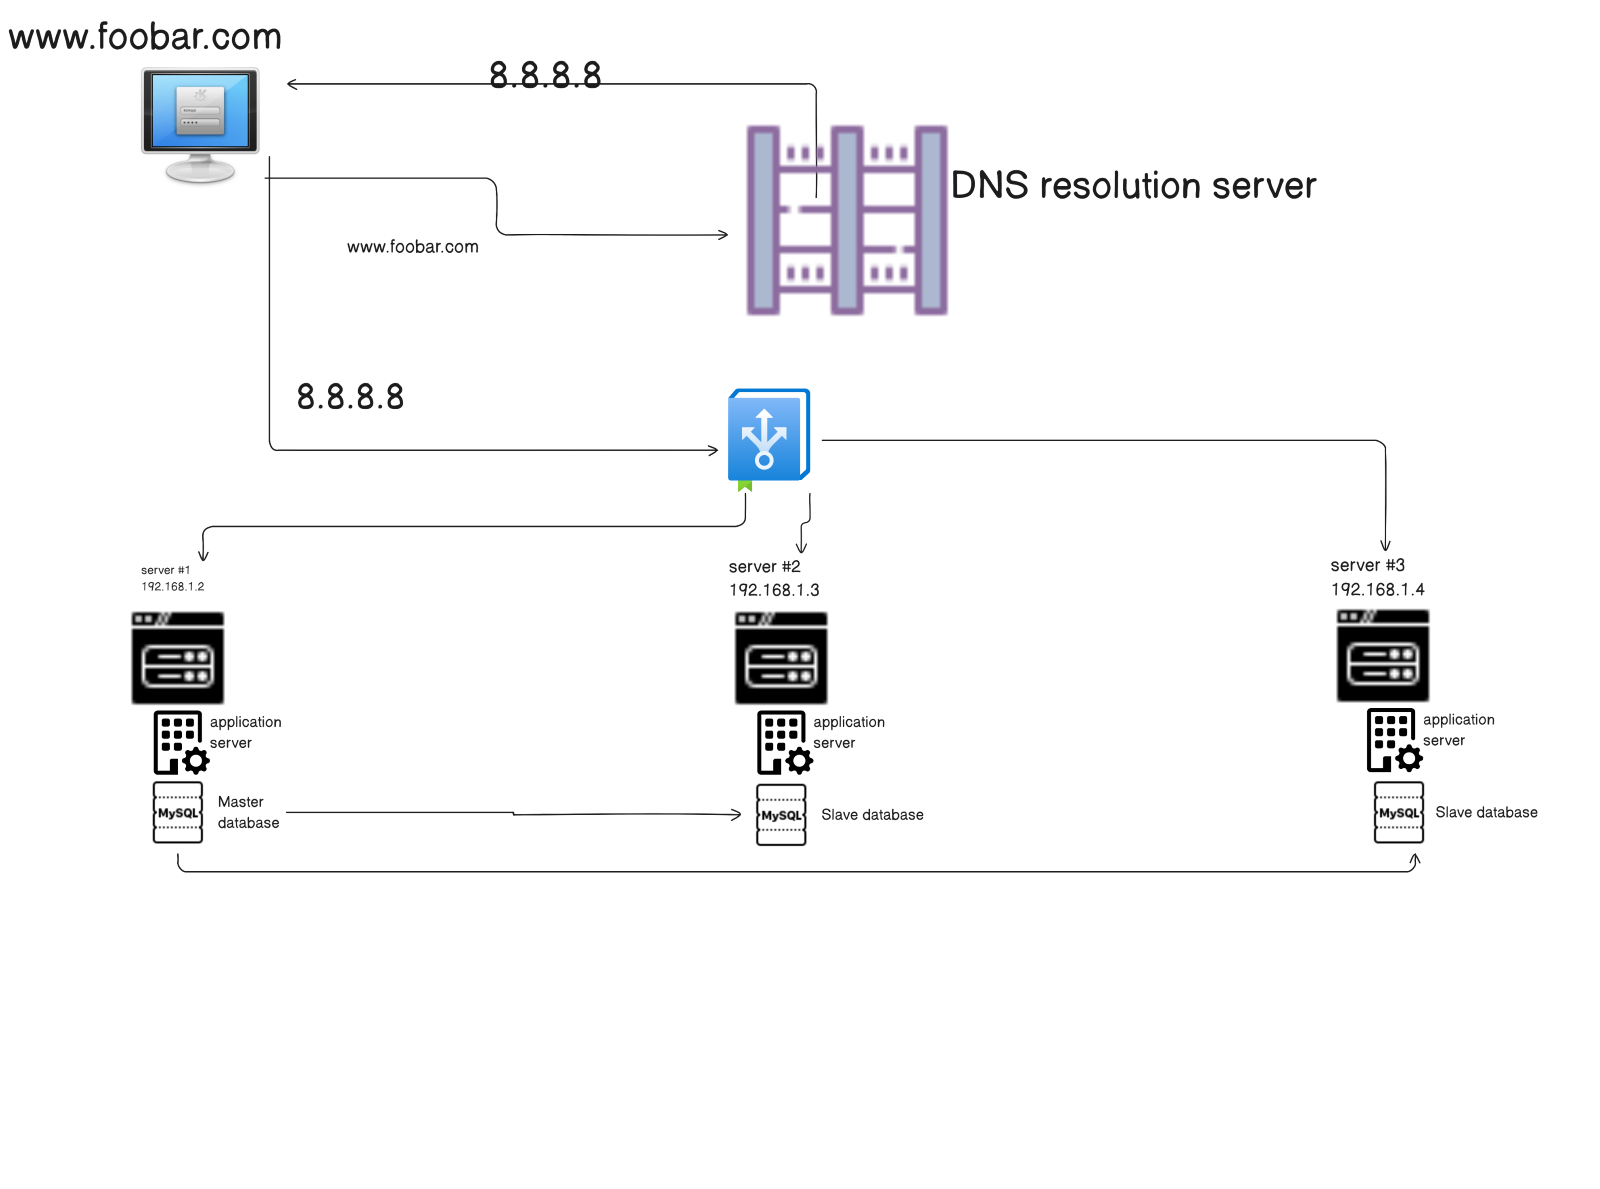 www.foobar.com
8.8.8.8
DNS resolution server
www.foobar.com
8.8.8.8
server #1
192.168.1.2
server #2
192.168.1.3
server #3
192.168.1.4
application
server
application
server
application
server
MySQL
Master
database
MySQL
Slave database
MySQL
Slave database